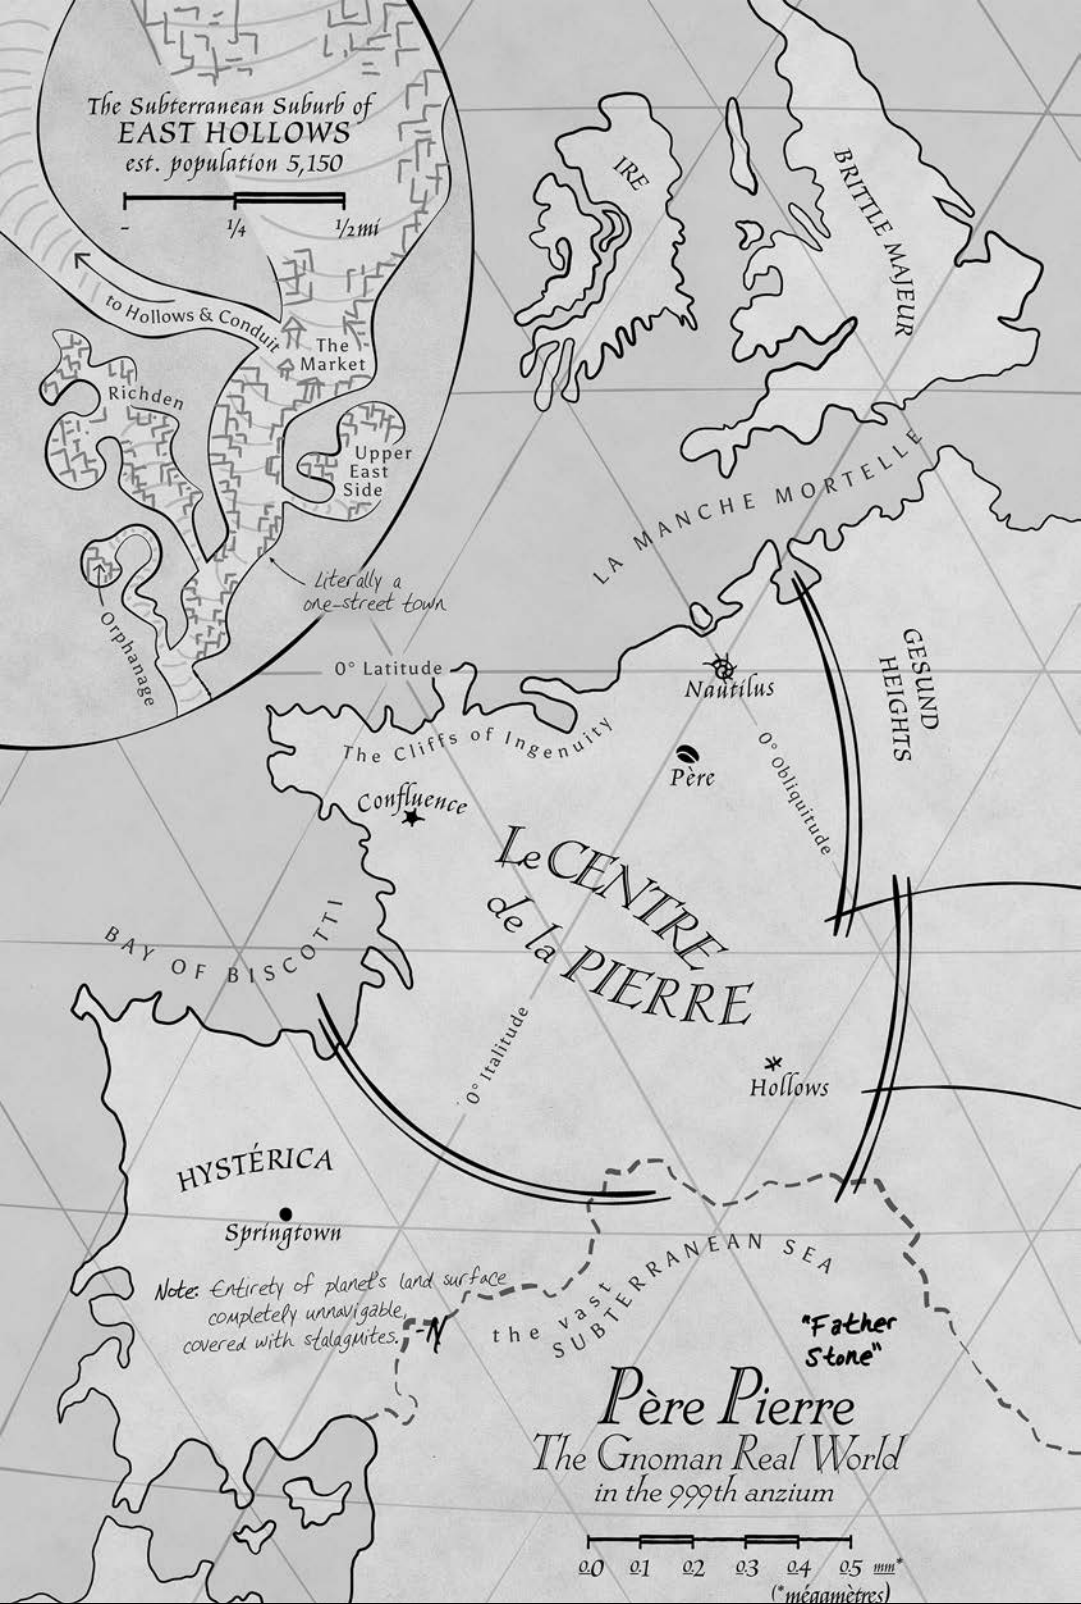 The Subterranean Suburb of
EAST HOLLOWS
est. population 5,150
-
1/4
1/2 mi
to Hollows & Conduit
The
Market
Richden
Upper
East
Side
Orphanage
Literally a
one-street town
IRE
BRITTLE MAJEUR
LA MANCHE MORTELLE
0° Latitude
Nautilus
GESUND
HEIGHTS
The Cliffs of Ingenuity
0° Obliquitude
Père
Confluence
Le CENTRE
de la PIERRE
BAY OF BISCOTTI
0° Italitude
Hollows
HYSTÉRICA
Springtown
Note: Entirety of planet's land surface
completely unnavigable,
covered with stalagmites. -N
the vast
SUBTERRANEAN SEA
"Father
Stone"
Père Pierre
The Gnoman Real World
in the 999th anzium
0.0 0.1 0.2 0.3 0.4 0.5 mm*
(*mégamètres)